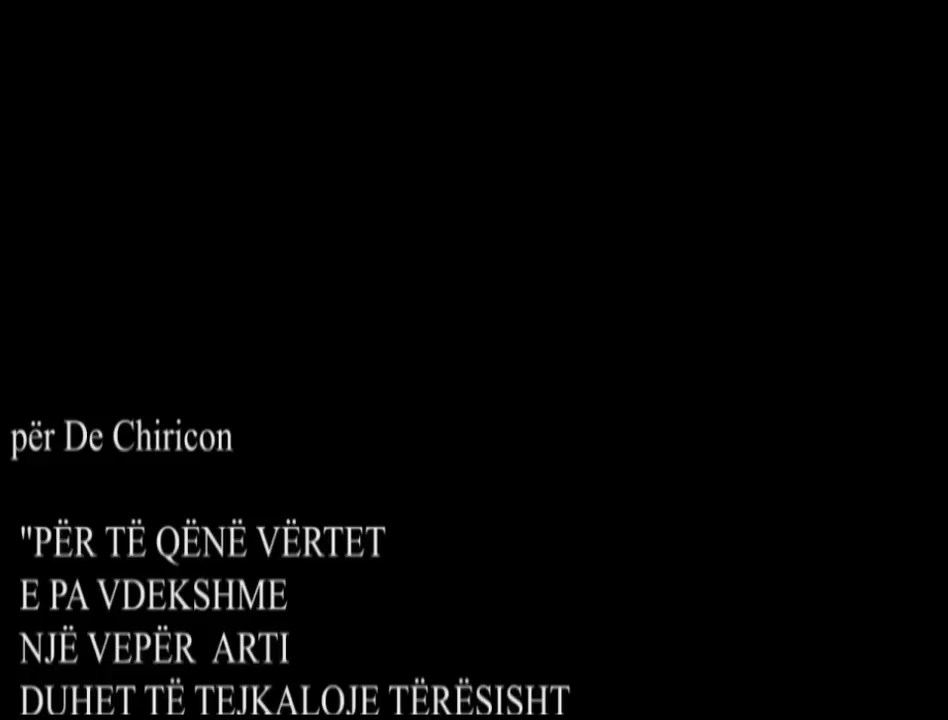 për De Chiricon
"PËR TË QËNË VËRTET
E PA VDEKSHME
NJË VEPËR ARTI
DUHET TË TEJKALOJE TËRËSISHT